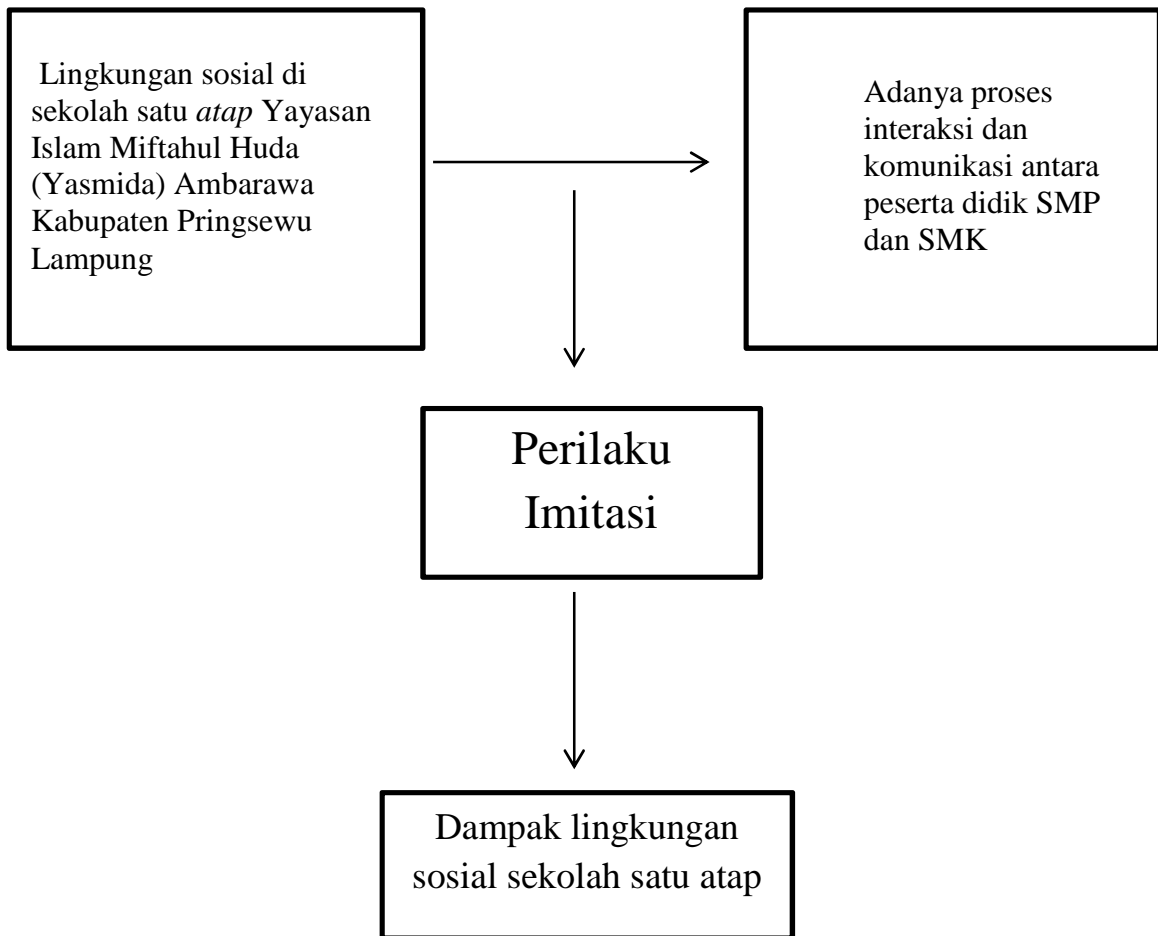 Lingkungan sosial di
sekolah satu atap Yayasan
Islam Miftahul Huda
(Yasmida) Ambarawa
Kabupaten Pringsewu
Lampung
Adanya proses
interaksi dan
komunikasi antara
peserta didik SMP
dan SMK
Perilaku
Imitasi
Dampak lingkungan
sosial sekolah satu atap